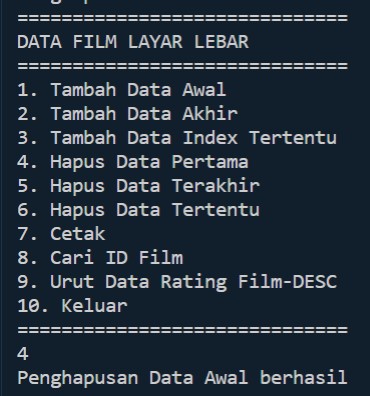 ==============================
DATA FILM LAYAR LEBAR
==============================
1. Tambah Data Awal
2. Tambah Data Akhir
3. Tambah Data Index Tertentu
4. Hapus Data Pertama
5. Hapus Data Terakhir
6. Hapus Data Tertentu
7. Cetak
8. Cari ID Film
9. Urut Data Rating Film-DESC
10. Keluar
==============================
4
Penghapusan Data Awal berhasil